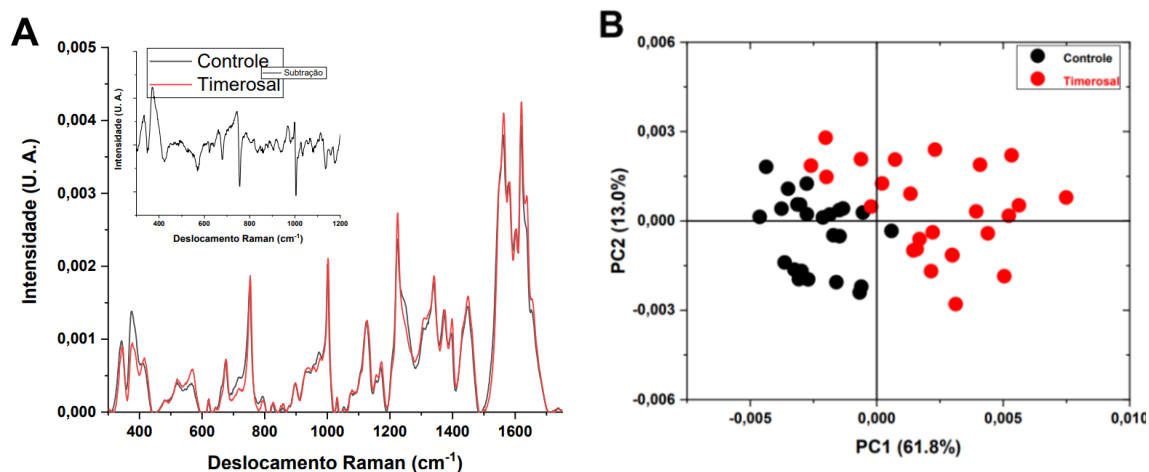 A
Intensidade (U. A.)
0,005
0,004
0,003
0,002
0,001
0,000
400
600
800
1000
1200
1400
1600
Deslocamento Raman (cm⁻¹)
Controle
Timerosal
Subtração
Intensidade (U. A.)
400
600
800
1000
1200
Deslocamento Raman (cm⁻¹)
B
PC2 (13.0%)
0,006
0,003
0,000
-0,003
-0,006
-0,005
0,000
0,005
0,010
PC1 (61.8%)
Controle
Timerosal